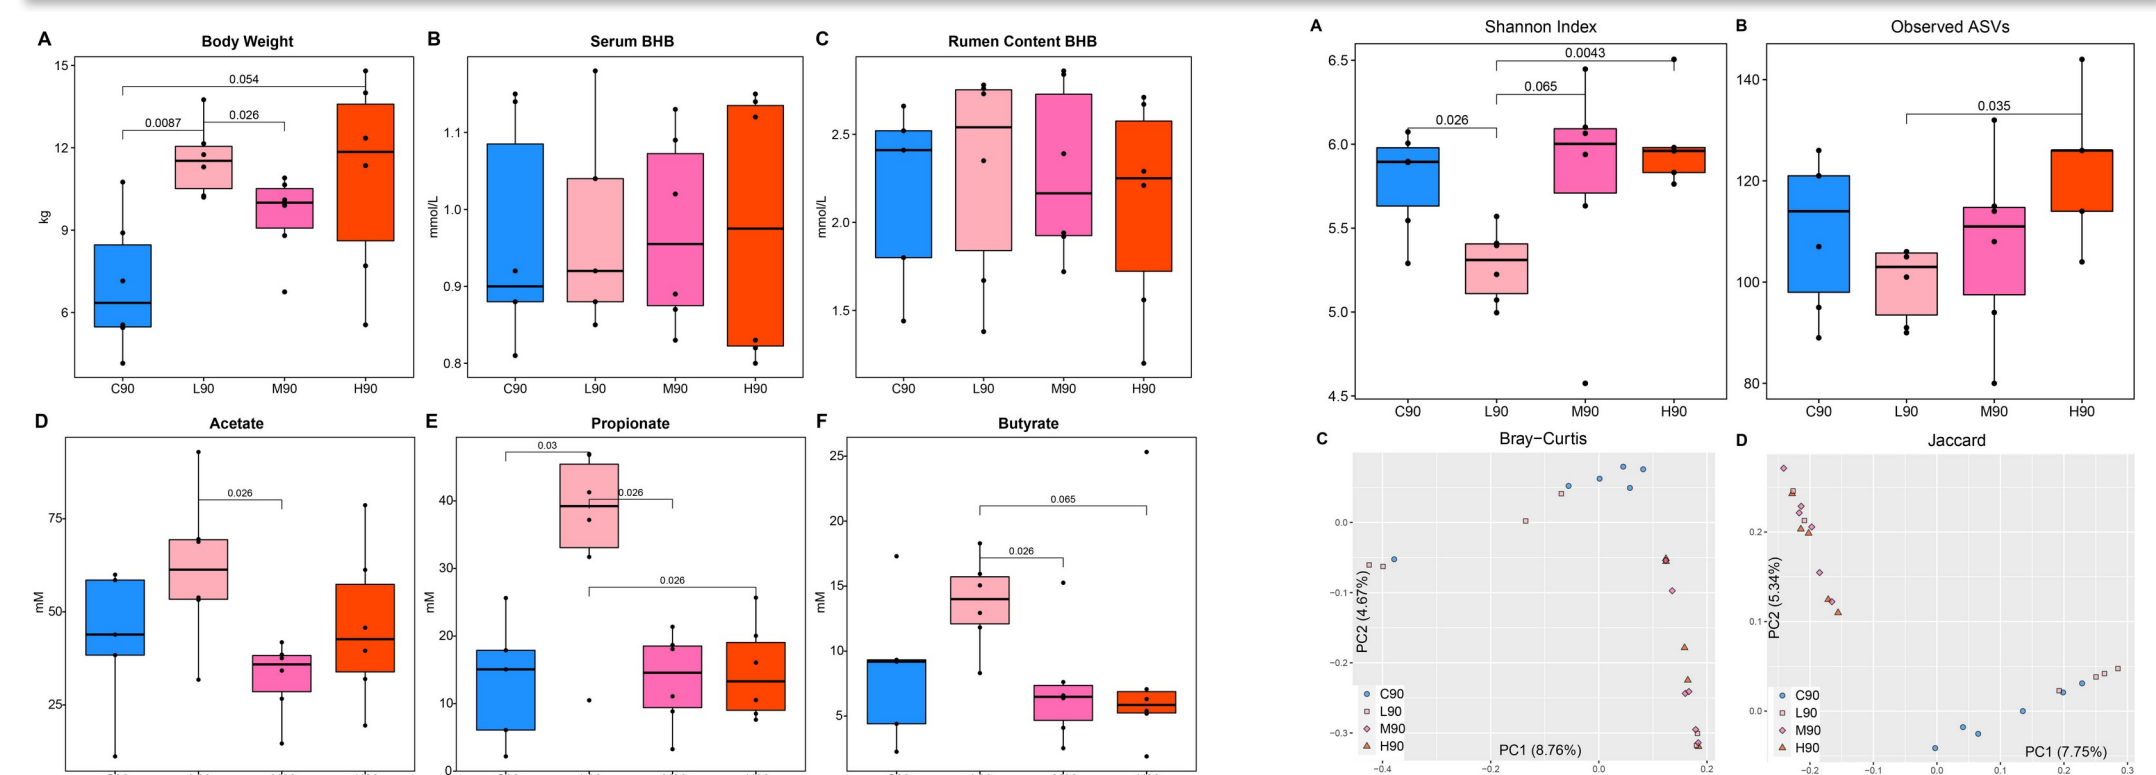 A Body Weight
15
12
9
6
kg
0.054
0.0087
0.026
C90 L90 M90 H90
B Serum BHB
1.1
1.0
0.9
0.8
mmol/L
C90 L90 M90 H90
C Rumen Content BHB
2.5
2.0
1.5
mmol/L
C90 L90 M90 H90
D Acetate
75
50
25
mM
0.026
E Propionate
40
30
20
10
0
mM
0.03
0.026
0.026
F Butyrate
25
20
15
10
5
mM
0.065
0.026
A Shannon Index
6.5
6.0
5.5
5.0
4.5
0.0043
0.065
0.026
C90 L90 M90 H90
B Observed ASVs
140
120
100
80
0.035
C90 L90 M90 H90
C Bray−Curtis
0.0
−0.1
−0.2
−0.3
PC2 (4.67%)
C90
L90
M90
H90
PC1 (8.76%)
−0.4 −0.2 0.0 0.2
D Jaccard
0.2
0.1
0.0
PC2 (5.34%)
C90
L90
M90
H90
PC1 (7.75%)
−0.2 −0.1 0.0 0.1 0.2 0.3